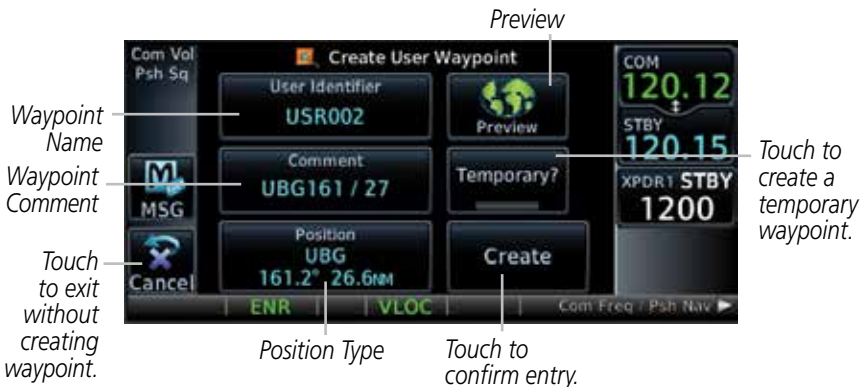 Preview
Com Vol
Psh Sq
Create User Waypoint
COM
120.12
User Identifier
USR002
Preview
STBY
120.15
Waypoint
Name
Comment
UBG161 / 27
Temporary?
Touch to
create a
temporary
waypoint.
Waypoint
Comment
MSG
XPDR1 STBY
1200
Position
UBG
161.2° 26.6NM
Create
Cancel
Touch
to exit
without
creating
waypoint.
ENR
VLOC
Com Freq / Psh Nav
Position Type
Touch to
confirm entry.